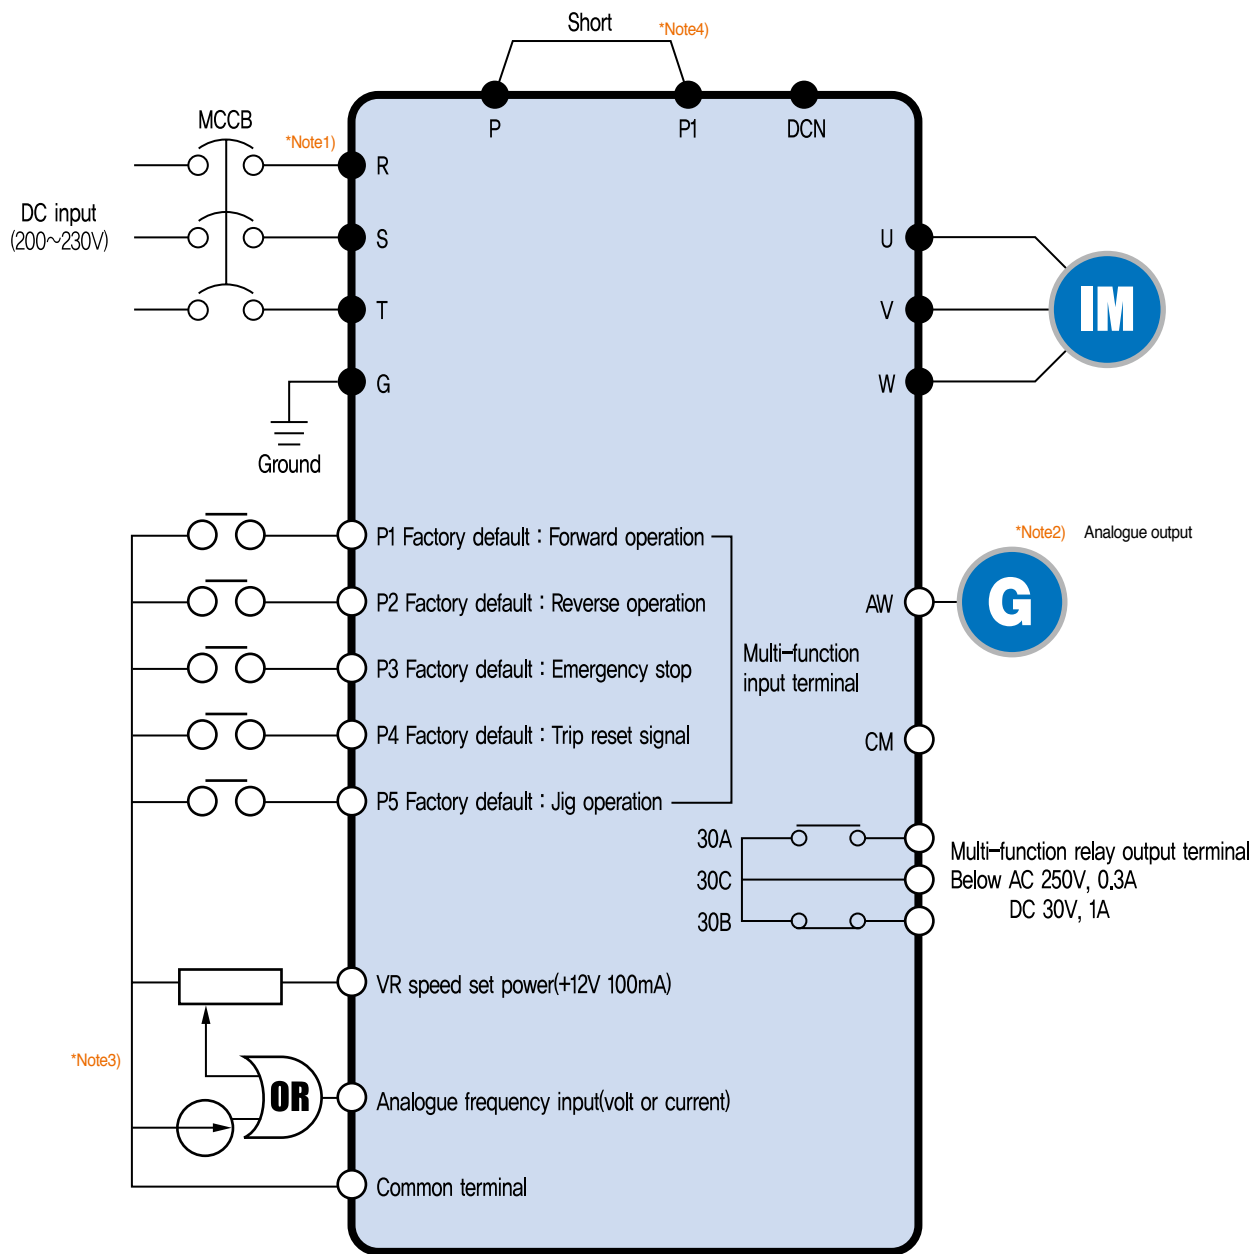 Short
*Note4)
P
P1
DCN
MCCB
*Note1)
R
DC input
(200~230V)
S
T
G
Ground
U
V
W
IM
P1 Factory default : Forward operation
P2 Factory default : Reverse operation
P3 Factory default : Emergency stop
P4 Factory default : Trip reset signal
P5 Factory default : Jig operation
Multi-function
input terminal
*Note2) Analogue output
AW
G
CM
30A
30C
30B
Multi-function relay output terminal
Below AC 250V, 0.3A
DC 30V, 1A
VR speed set power(+12V 100mA)
*Note3)
OR
Analogue frequency input(volt or current)
Common terminal